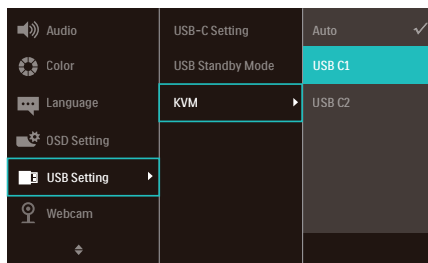 Audio
Color
Language
OSD Setting
USB Setting
Webcam
USB-C Setting
USB Standby Mode
KVM
Auto
USB C1
USB C2